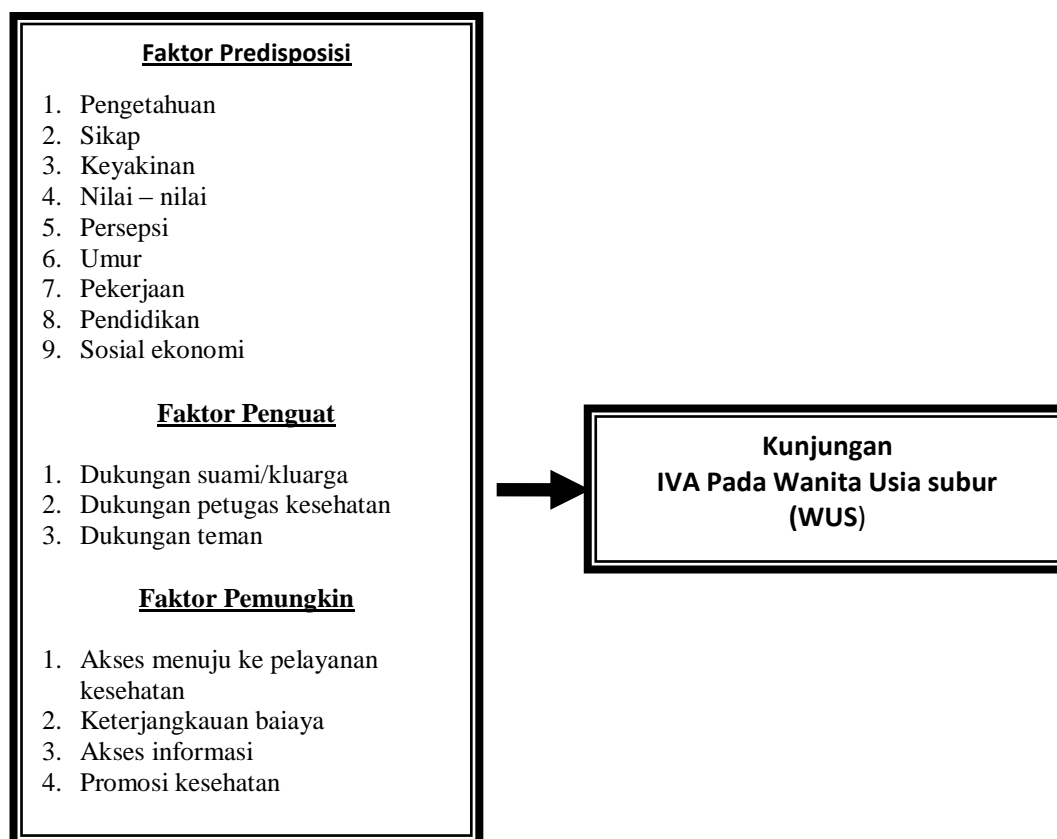 Faktor Predisposisi
1. Pengetahuan
2. Sikap
3. Keyakinan
4. Nilai – nilai
5. Persepsi
6. Umur
7. Pekerjaan
8. Pendidikan
9. Sosial ekonomi
Faktor Penguat
1. Dukungan suami/kluarga
2. Dukungan petugas kesehatan
3. Dukungan teman
Faktor Pemungkin
1. Akses menuju ke pelayanan
kesehatan
2. Keterjangkauan baiaya
3. Akses informasi
4. Promosi kesehatan
Kunjungan
IVA Pada Wanita Usia subur
(WUS)